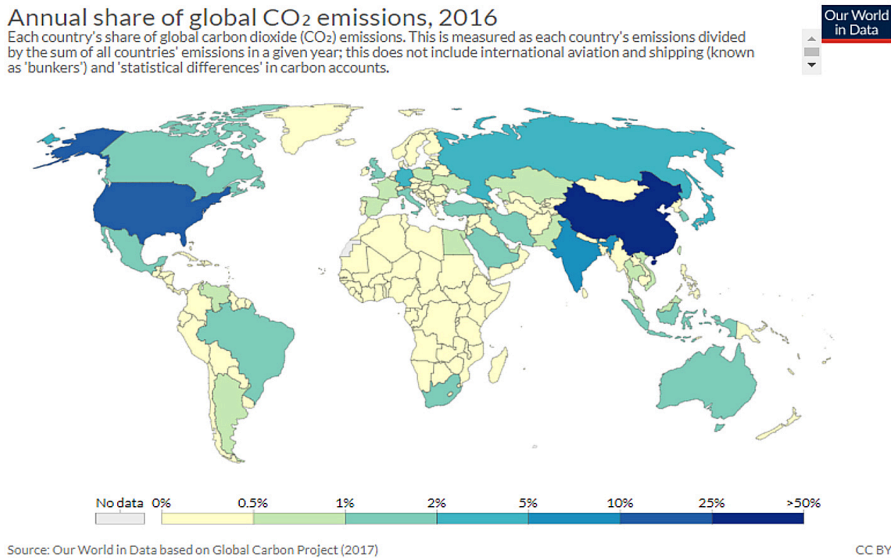 Annual share of global CO₂ emissions, 2016
Our World
in Data
Each country's share of global carbon dioxide (CO₂) emissions. This is measured as each country's emissions divided
by the sum of all countries' emissions in a given year; this does not include international aviation and shipping (known
as 'bunkers') and 'statistical differences' in carbon accounts.
No data 0% 0.5% 1% 2% 5% 10% 25% >50%
Source: Our World in Data based on Global Carbon Project (2017) CC BY